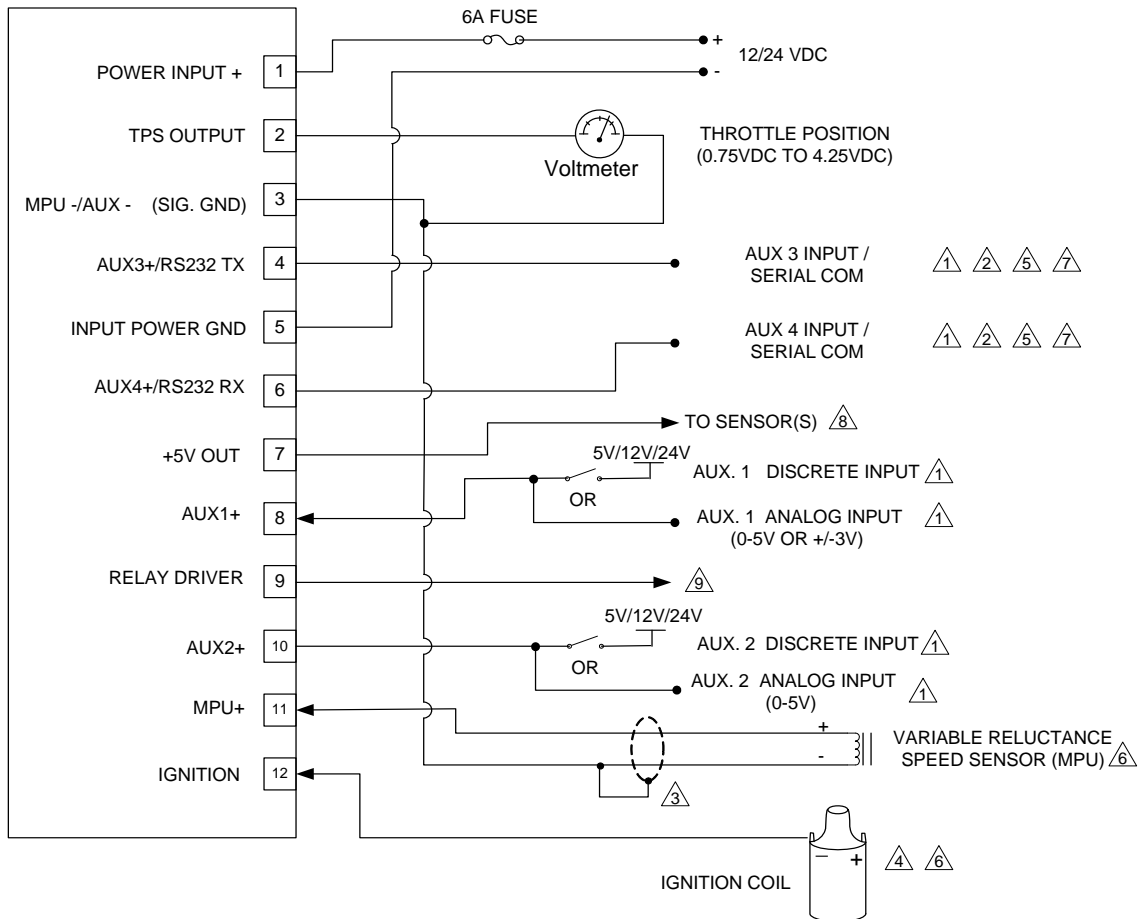 6A FUSE
+
12/24 VDC
-
POWER INPUT + 1
TPS OUTPUT 2
Voltmeter
THROTTLE POSITION
(0.75VDC TO 4.25VDC)
MPU -/AUX - (SIG. GND) 3
AUX3+/RS232 TX 4
AUX 3 INPUT /
SERIAL COM
1 2 5 7
INPUT POWER GND 5
AUX 4 INPUT /
SERIAL COM
1 2 5 7
AUX4+/RS232 RX 6
TO SENSOR(S) 8
+5V OUT 7
5V/12V/24V
AUX. 1 DISCRETE INPUT 1
OR
AUX1+ 8
AUX. 1 ANALOG INPUT 1
(0-5V OR +/-3V)
RELAY DRIVER 9
9
5V/12V/24V
AUX2+ 10
AUX. 2 DISCRETE INPUT 1
OR
AUX. 2 ANALOG INPUT 1
(0-5V)
MPU+ 11
+
-
VARIABLE RELUCTANCE
SPEED SENSOR (MPU) 6
IGNITION 12
3
- +
4 6
IGNITION COIL